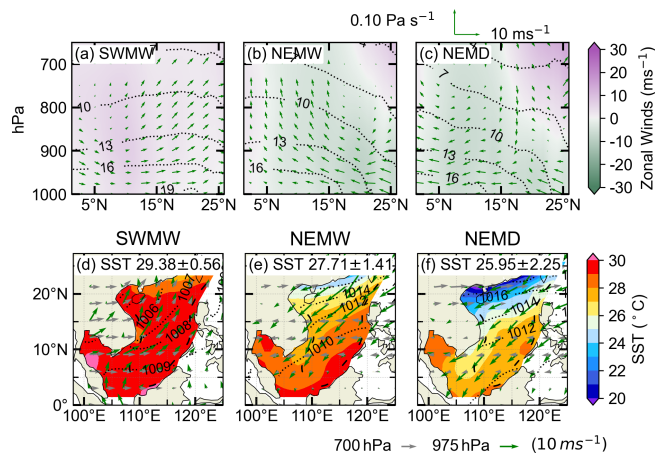 0.10 Pa s⁻¹
10 ms⁻¹
(a) SWMW
(b) NEMW
(c) NEMD
hPa
700
800
900
1000
7
10
13
16
19
7
10
13
16
7
10
13
16
5°N
15°N
25°N
5°N
15°N
25°N
5°N
15°N
25°N
30
20
10
0
-10
-20
-30
Zonal Winds (ms⁻¹)
SWMW
NEMW
NEMD
(d) SST 29.38±0.56
(e) SST 27.71±1.41
(f) SST 25.95±2.25
20°N
10°N
0°
1007
1006
1008
1009
1014
1013
1010
1016
1014
1012
100°E
110°E
120°E
100°E
110°E
120°E
100°E
110°E
120°E
30
28
26
24
22
20
SST (°C)
700 hPa
975 hPa
(10 ms⁻¹)